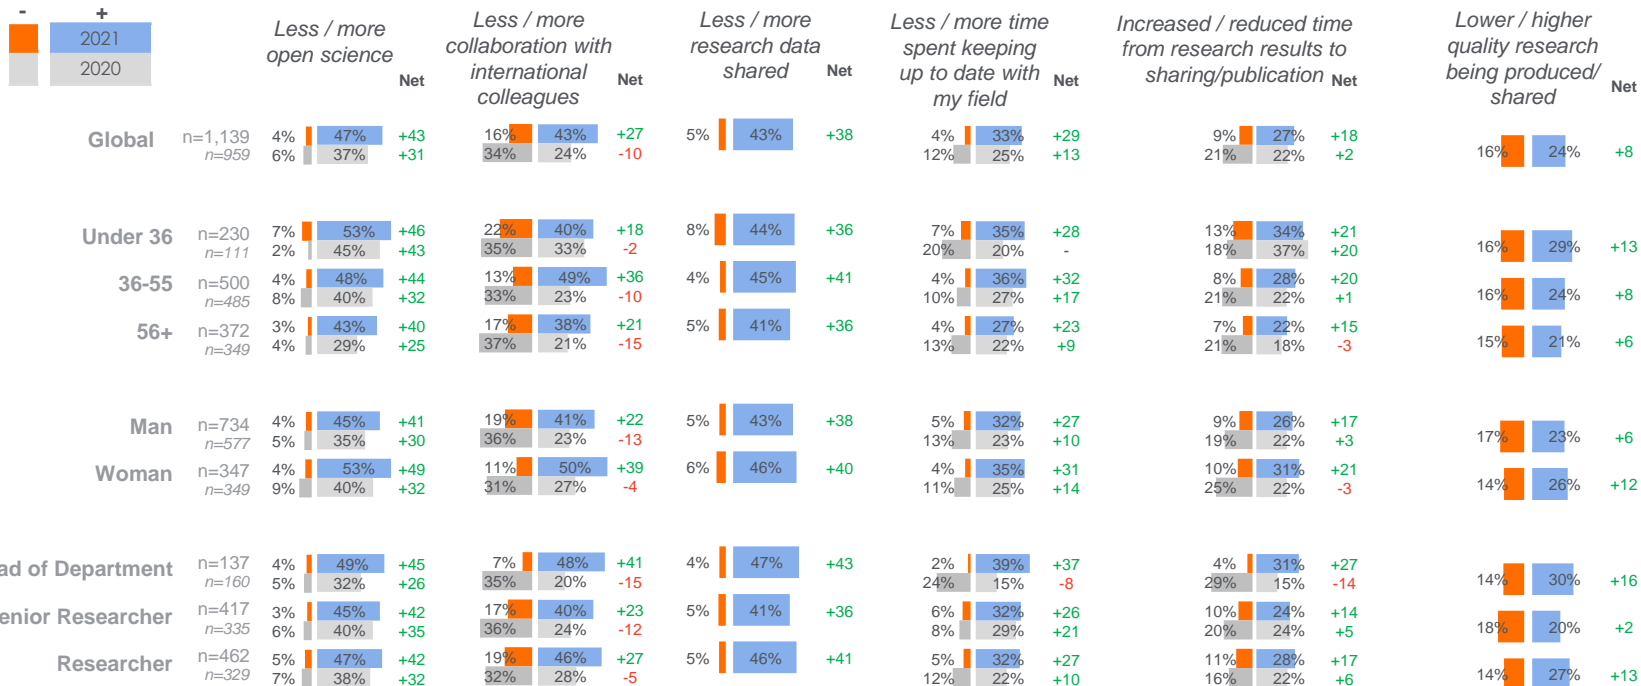 - +
2021
2020
Less / more
open science
Net
Less / more
collaboration with
international
colleagues
Net
Less / more
research data
shared
Net
Less / more time
spent keeping
up to date with
my field
Net
Increased / reduced time
from research results to
sharing/publication
Net
Lower / higher
quality research
being produced/
shared
Net
Global n=1,139 4% 47% +43 16% 43% +27 5% 43% +38 4% 33% +29 9% 27% +18
n=959 6% 37% +31 34% 24% -10 12% 25% +13 21% 22% +2
16% 24% +8
Under 36 n=230 7% 53% +46 22% 40% +18 8% 44% +36 7% 35% +28 13% 34% +21
n=111 2% 45% +43 35% 33% -2 20% 20% - 18% 37% +20
16% 29% +13
36-55 n=500 4% 48% +44 13% 49% +36 4% 45% +41 4% 36% +32 8% 28% +20
n=485 8% 40% +32 33% 23% -10 10% 27% +17 21% 22% +1
16% 24% +8
56+ n=372 3% 43% +40 17% 38% +21 5% 41% +36 4% 27% +23 7% 22% +15
n=349 4% 29% +25 37% 21% -15 13% 22% +9 21% 18% -3
15% 21% +6
Man n=734 4% 45% +41 19% 41% +22 5% 43% +38 5% 32% +27 9% 26% +17
n=577 5% 35% +30 36% 23% -13 13% 23% +10 19% 22% +3
17% 23% +6
Woman n=347 4% 53% +49 11% 50% +39 6% 46% +40 4% 35% +31 10% 31% +21
n=349 9% 40% +32 31% 27% -4 11% 25% +14 25% 22% -3
14% 26% +12
ad of Department n=137 4% 49% +45 7% 48% +41 4% 47% +43 2% 39% +37 4% 31% +27
n=160 5% 32% +26 35% 20% -15 24% 15% -8 29% 15% -14
14% 30% +16
enior Researcher n=417 3% 45% +42 17% 40% +23 5% 41% +36 6% 32% +26 10% 24% +14
n=335 6% 40% +35 36% 24% -12 8% 29% +21 20% 24% +5
18% 20% +2
Researcher n=462 5% 47% +42 19% 46% +27 5% 46% +41 5% 32% +27 11% 28% +17
n=329 7% 38% +32 32% 28% -5 12% 22% +10 16% 22% +6
14% 27% +13